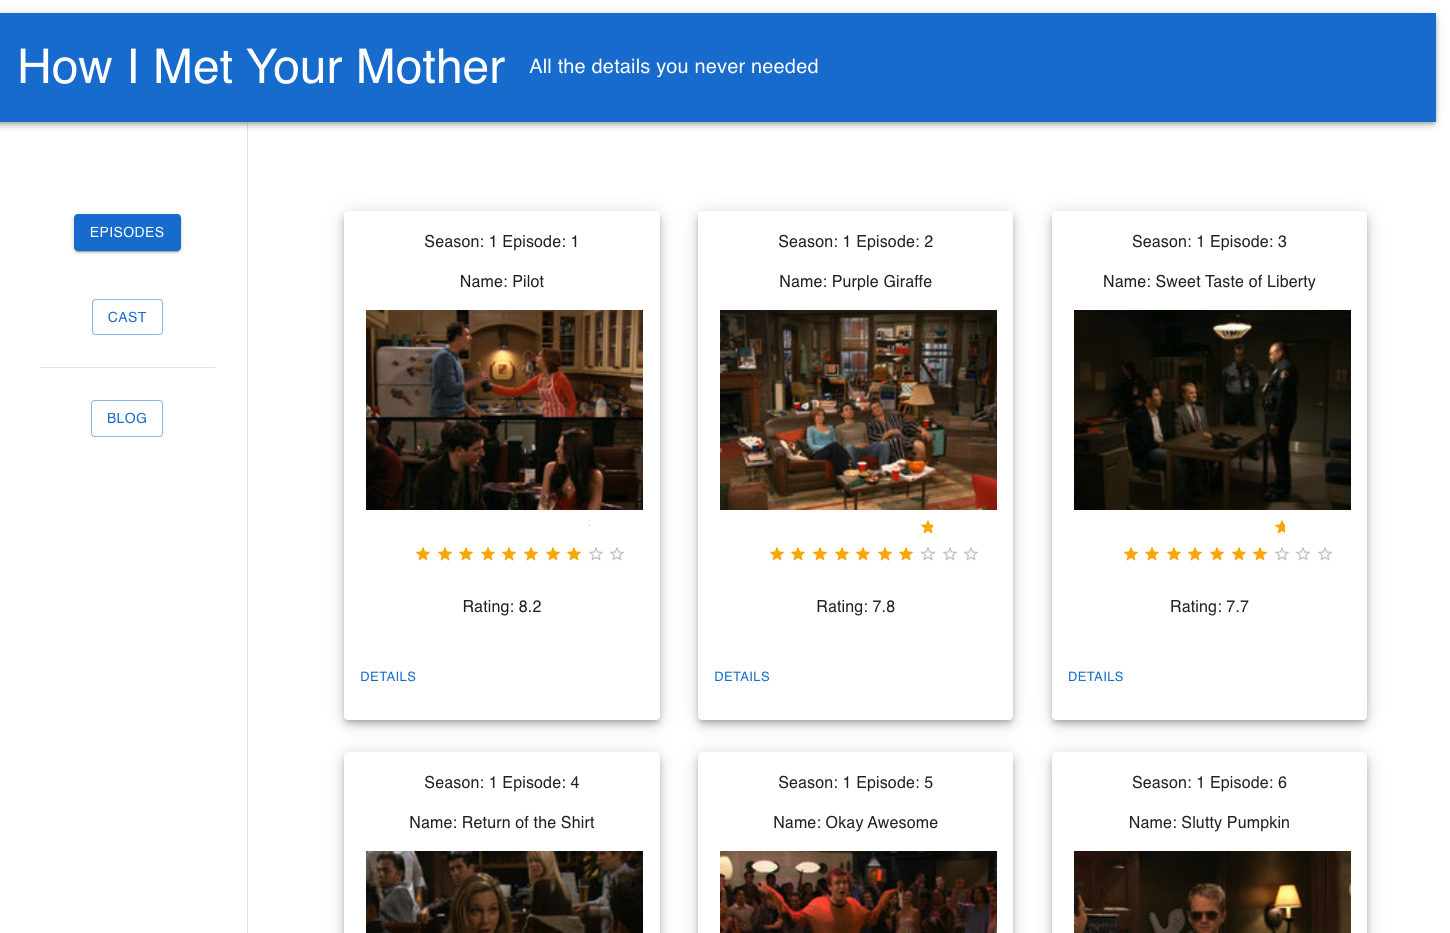 How I Met Your Mother All the details you never needed
EPISODES
CAST
BLOG
Season: 1 Episode: 1
Name: Pilot
Rating: 8.2
DETAILS
Season: 1 Episode: 2
Name: Purple Giraffe
Rating: 7.8
DETAILS
Season: 1 Episode: 3
Name: Sweet Taste of Liberty
Rating: 7.7
DETAILS
Season: 1 Episode: 4
Name: Return of the Shirt
Season: 1 Episode: 5
Name: Okay Awesome
Season: 1 Episode: 6
Name: Slutty Pumpkin